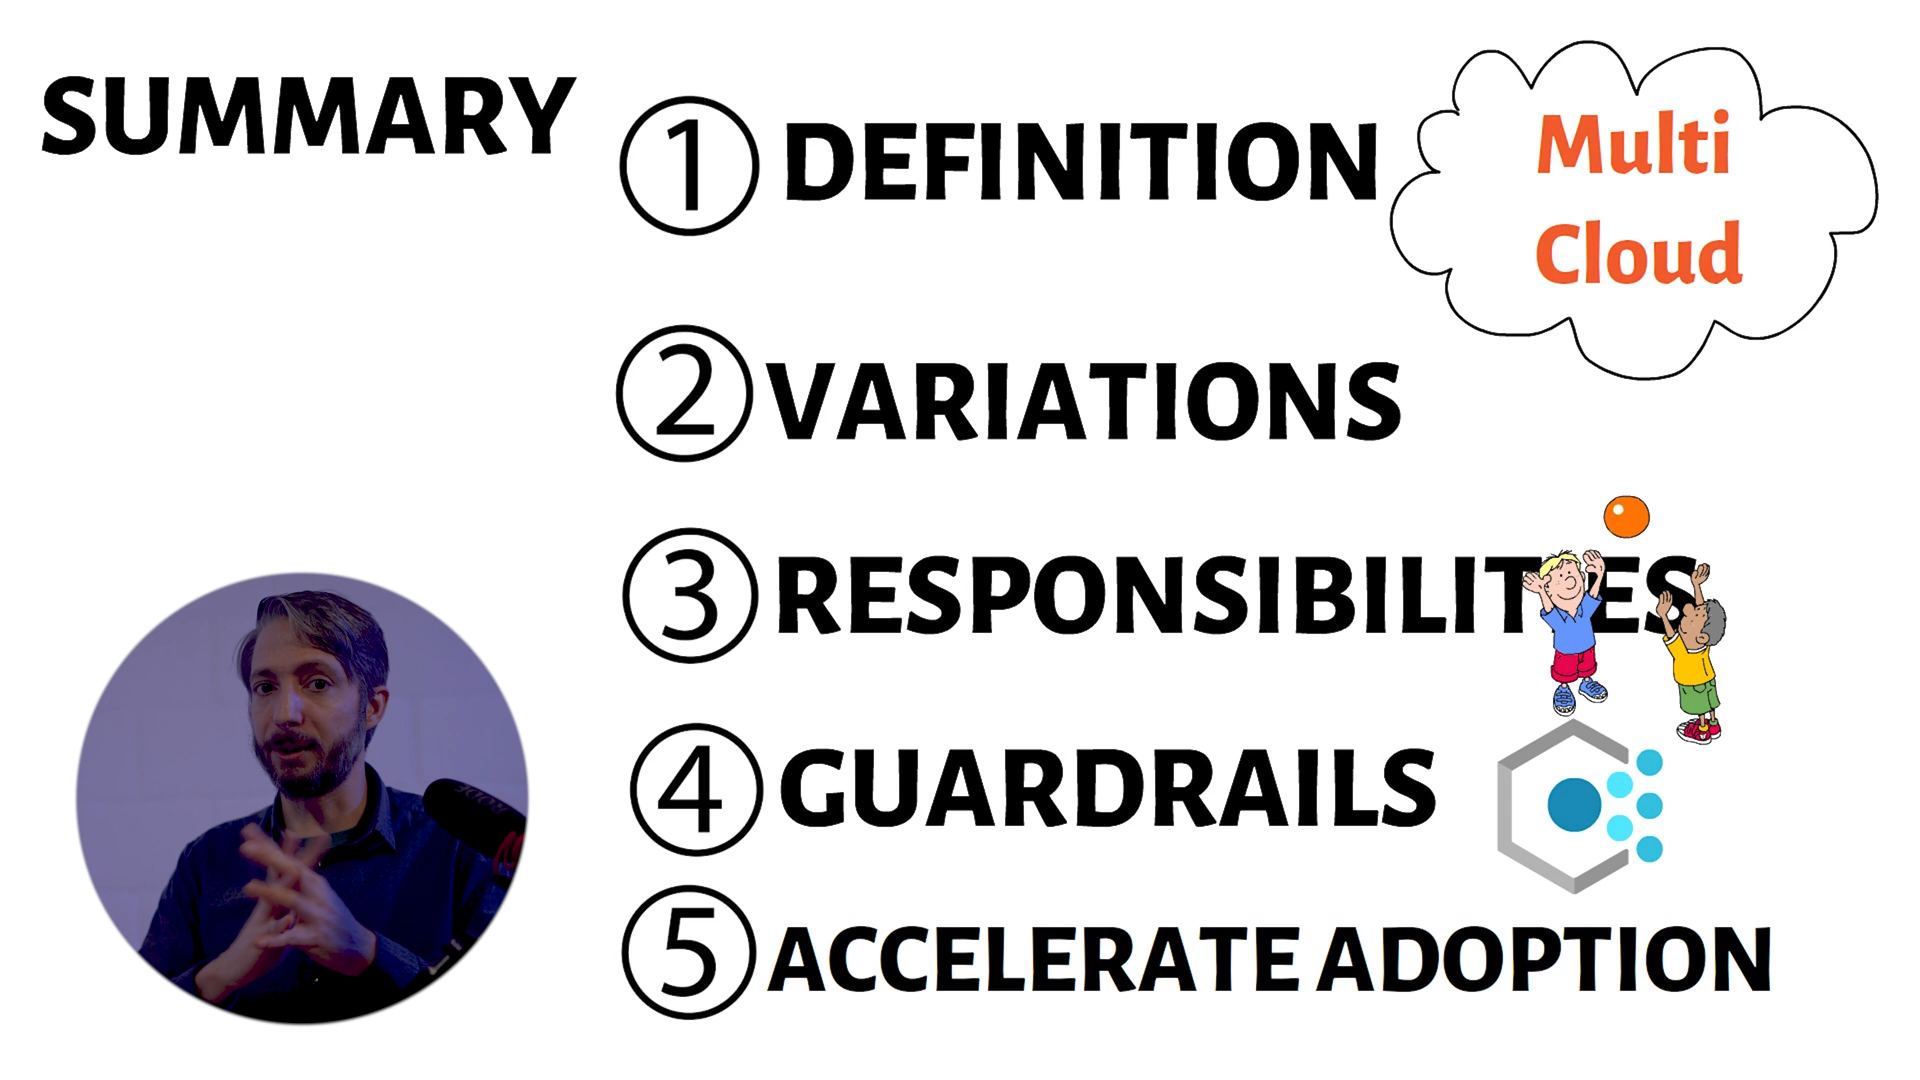 SUMMARY
1 DEFINITION
Multi
Cloud
2 VARIATIONS
3 RESPONSIBILITIES
4 GUARDRAILS
5 ACCELERATE ADOPTION